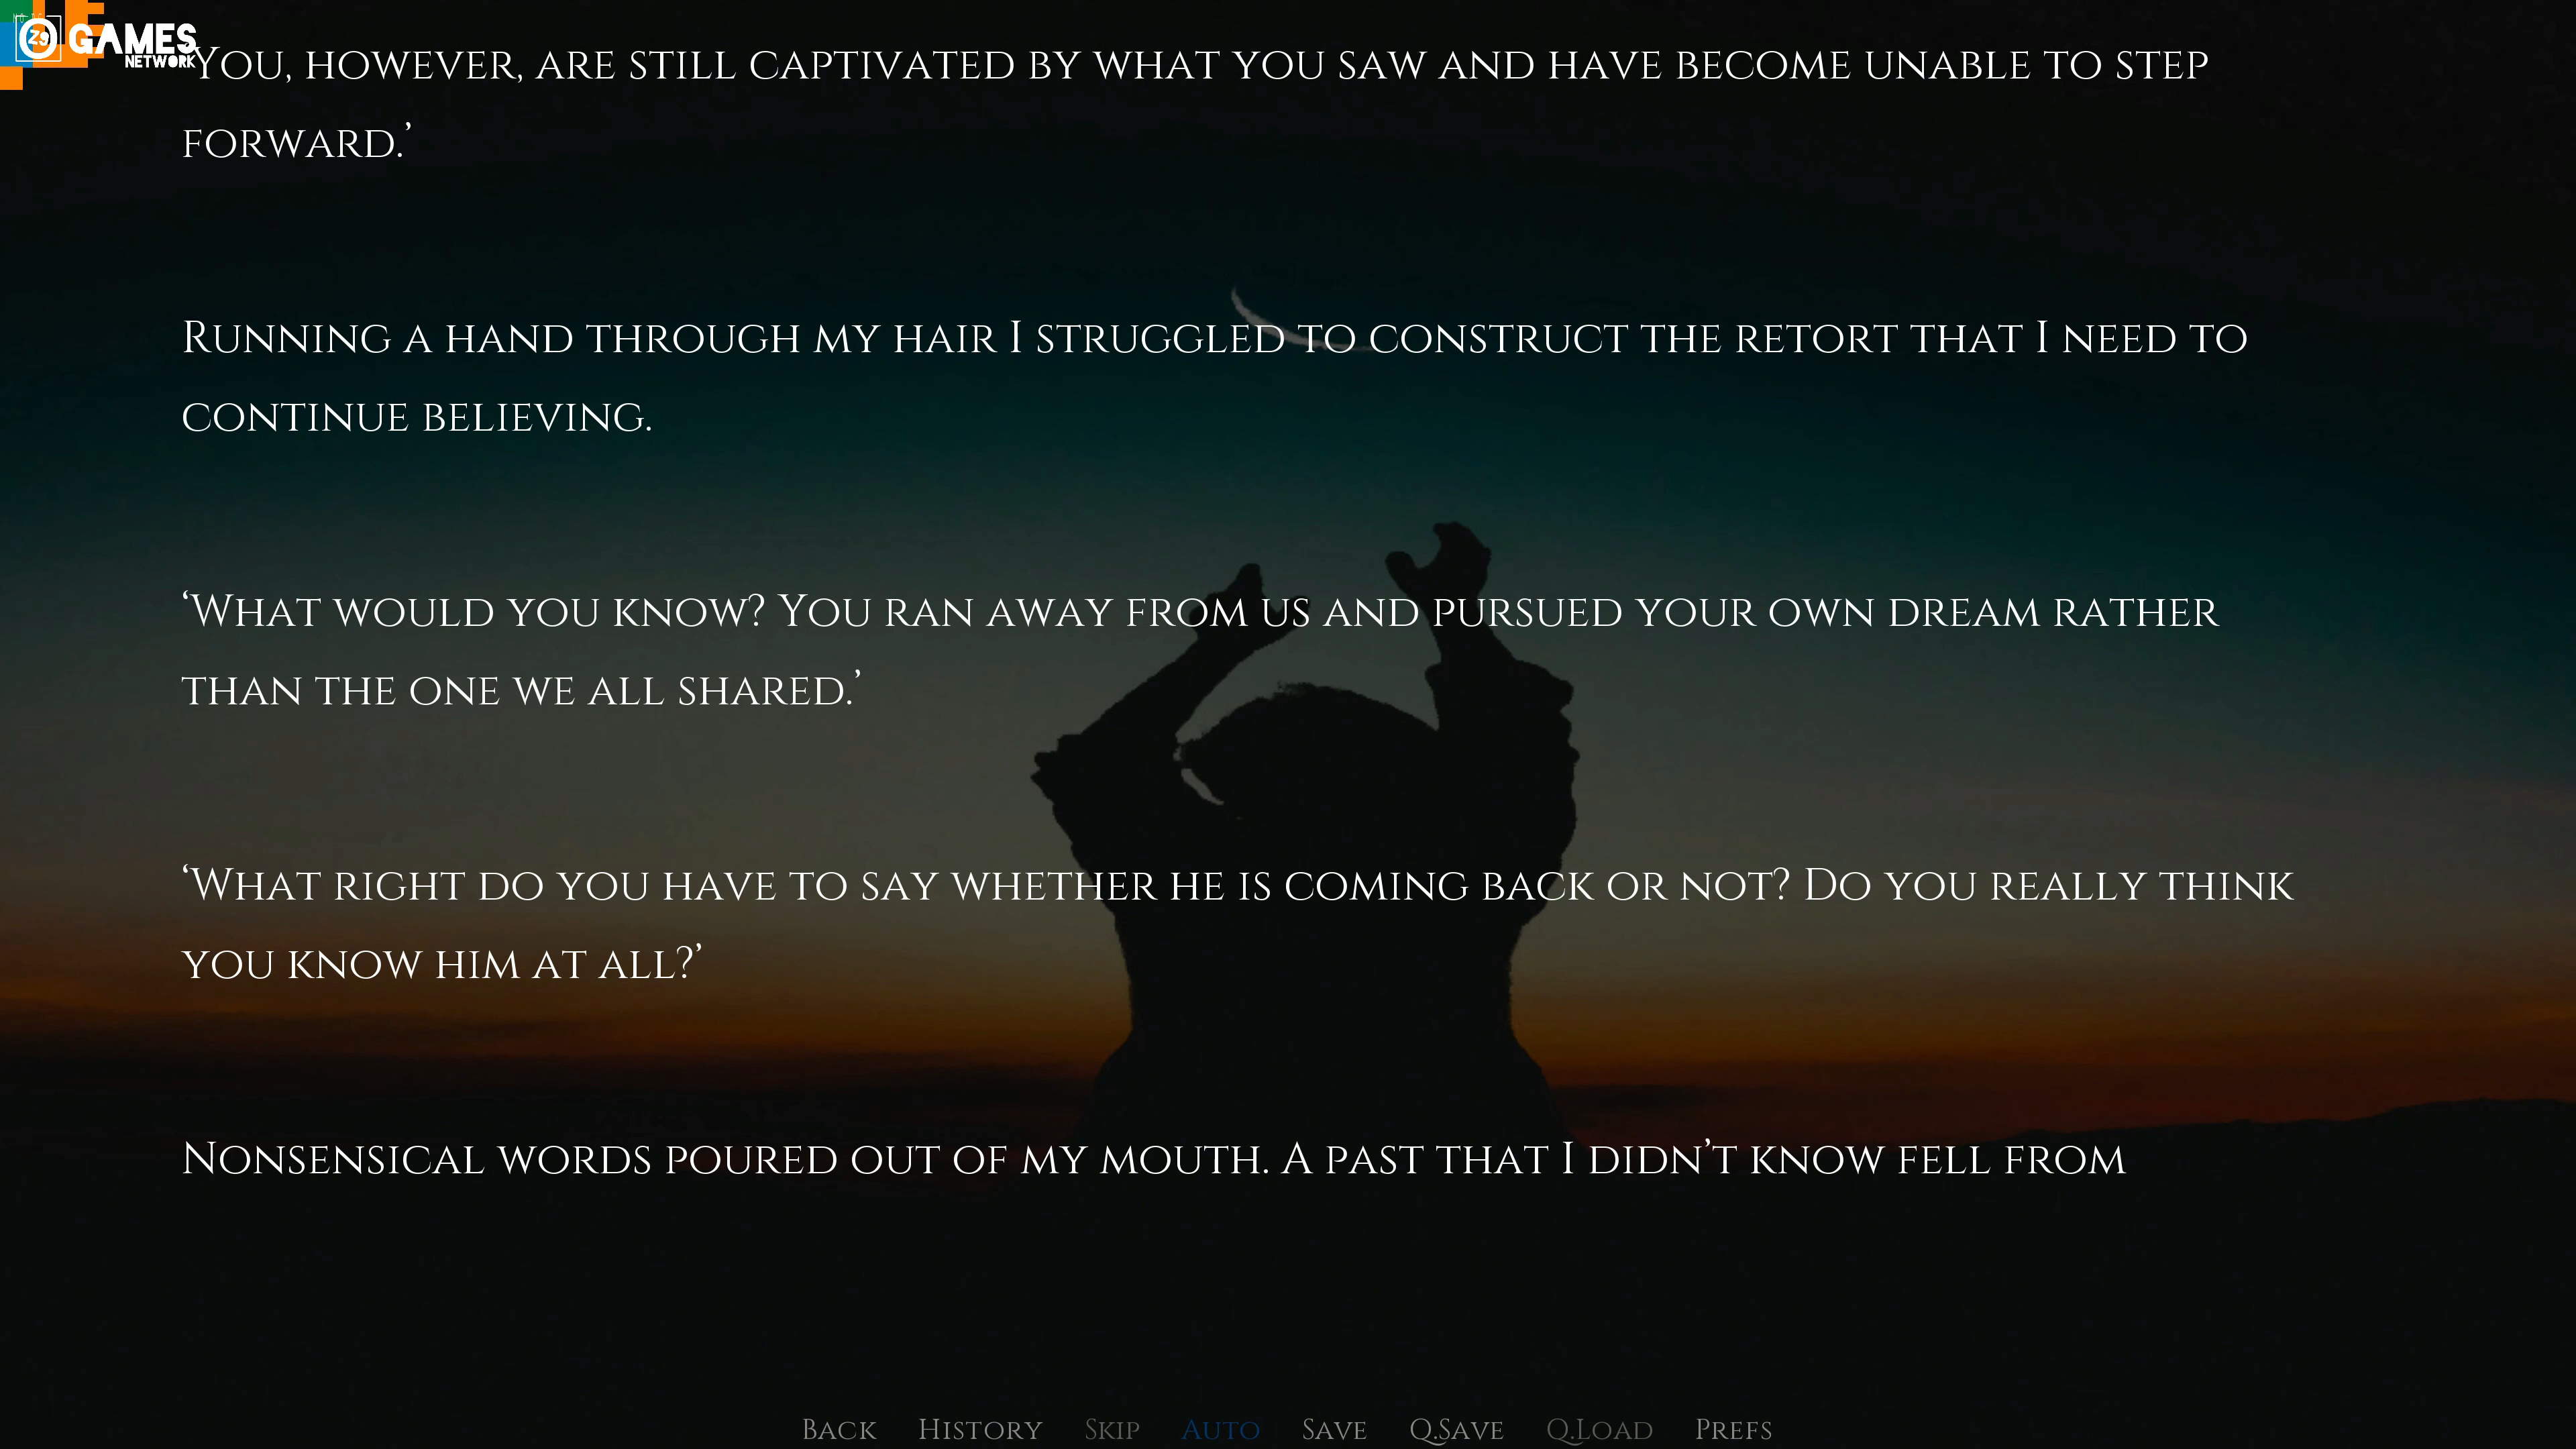 Z9 GAMES
NETWORK
You, however, are still captivated by what you saw and have become unable to step
forward.’
Running a hand through my hair I struggled to construct the retort that I need to
continue believing.
‘What would you know? You ran away from us and pursued your own dream rather
than the one we all shared.’
‘What right do you have to say whether he is coming back or not? Do you really think
you know him at all?’
Nonsensical words poured out of my mouth. A past that I didn’t know fell from
Back History Skip Auto Save Q.Save Q.Load Prefs